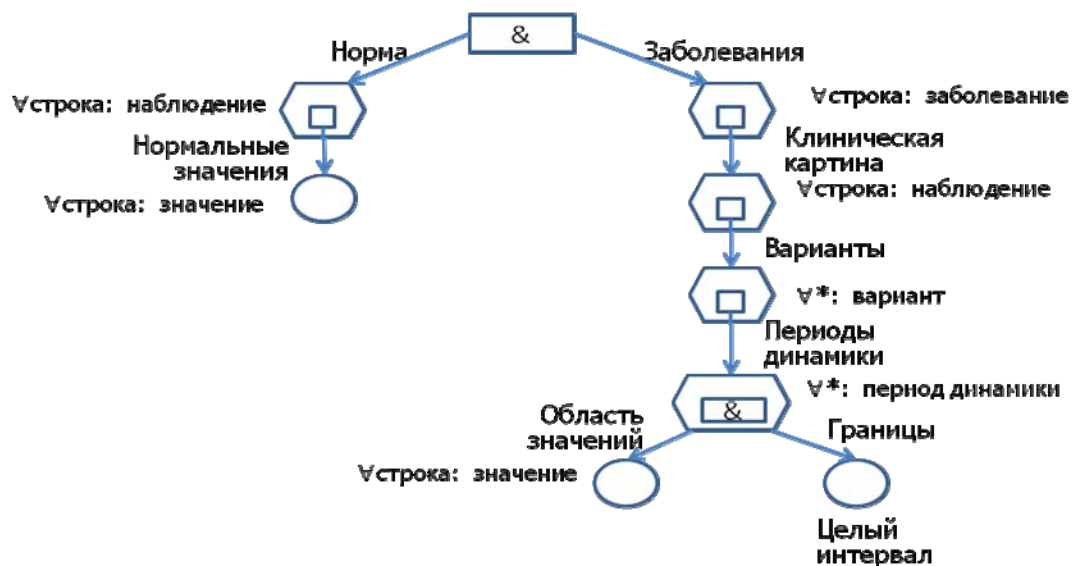 &
Норма
Заболевания
∀строка: наблюдение
∀строка: заболевание
Нормальные
значения
Клиническая
картина
∀строка: значение
∀строка: наблюдение
Варианты
∀*: вариант
Периоды
динамики
∀*: период динамики
&
Область
значений
Границы
∀строка: значение
Целый
интервал